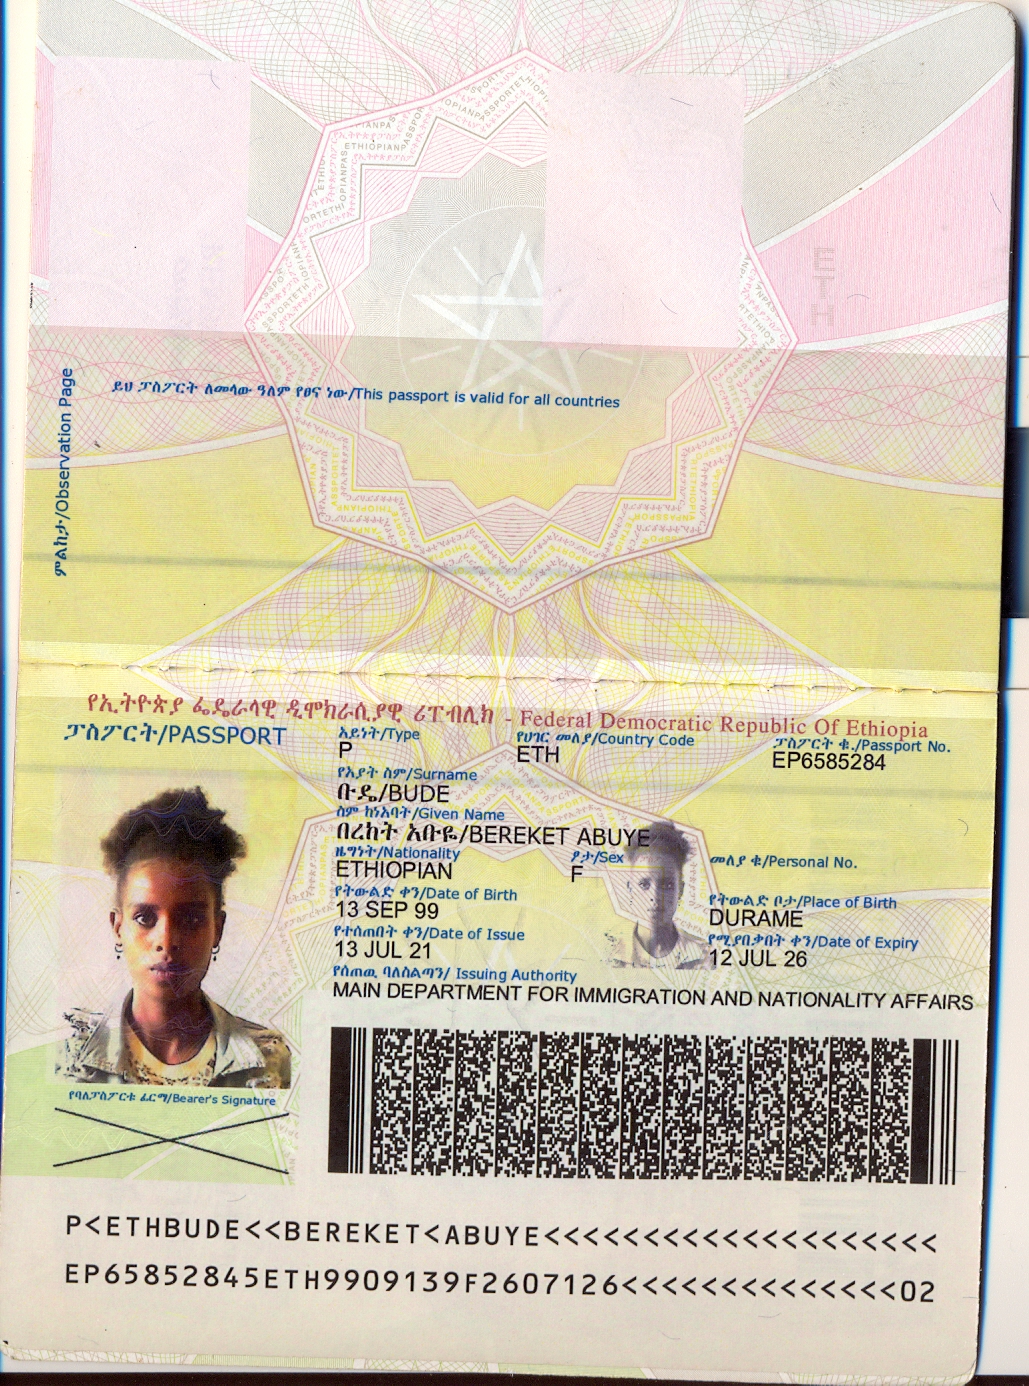 ይህ ፓስፖርት ለመላው ዓለም የፀና ነው/This passport is valid for all countries
ምልከታ/Observation Page
የኢትዮጵያ ፌዴራላዊ ዲሞክራሲያዊ ሪፐብሊክ - Federal Democratic Republic Of Ethiopia
ፓስፖርት/PASSPORT
አይነት/Type
የሀገር መለያ/Country Code
ፓስፖርት ቁ./Passport No.
P
ETH
EP6585284
የአያት ስም/Surname
ቡዴ/BUDE
ስም ከነአባት/Given Name
በረከት አቡዬ/BEREKET ABUYE
ዜግነት/Nationality
ፆታ/Sex
መለያ ቁ/Personal No.
ETHIOPIAN
F
የትውልድ ቀን/Date of Birth
የትውልድ ቦታ/Place of Birth
13 SEP 99
DURAME
የተሰጠበት ቀን/Date of Issue
የሚያበቃበት ቀን/Date of Expiry
13 JUL 21
12 JUL 26
የሰጠዉ ባለስልጣን/ Issuing Authority
MAIN DEPARTMENT FOR IMMIGRATION AND NATIONALITY AFFAIRS
የባለፓስፖርቱ ፊርማ/Bearer's Signature
P<ETHBUDE<<BEREKET<ABUYE<<<<<<<<<<<<<<<<<<<<
EP65852845ETH9909139F2607126<<<<<<<<<<<<<<02